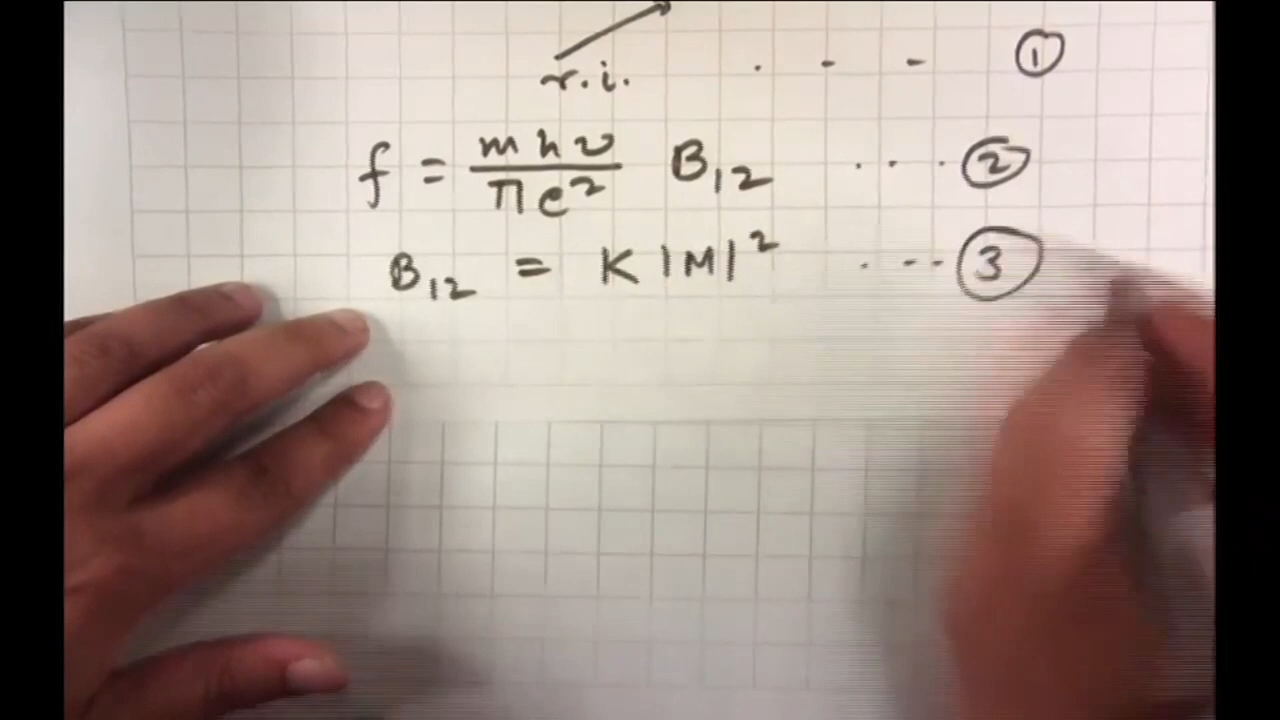 r.i. . - - ①
f = mhν/πe² B₁₂ ... ②
B₁₂ = K |M|² . -- ③